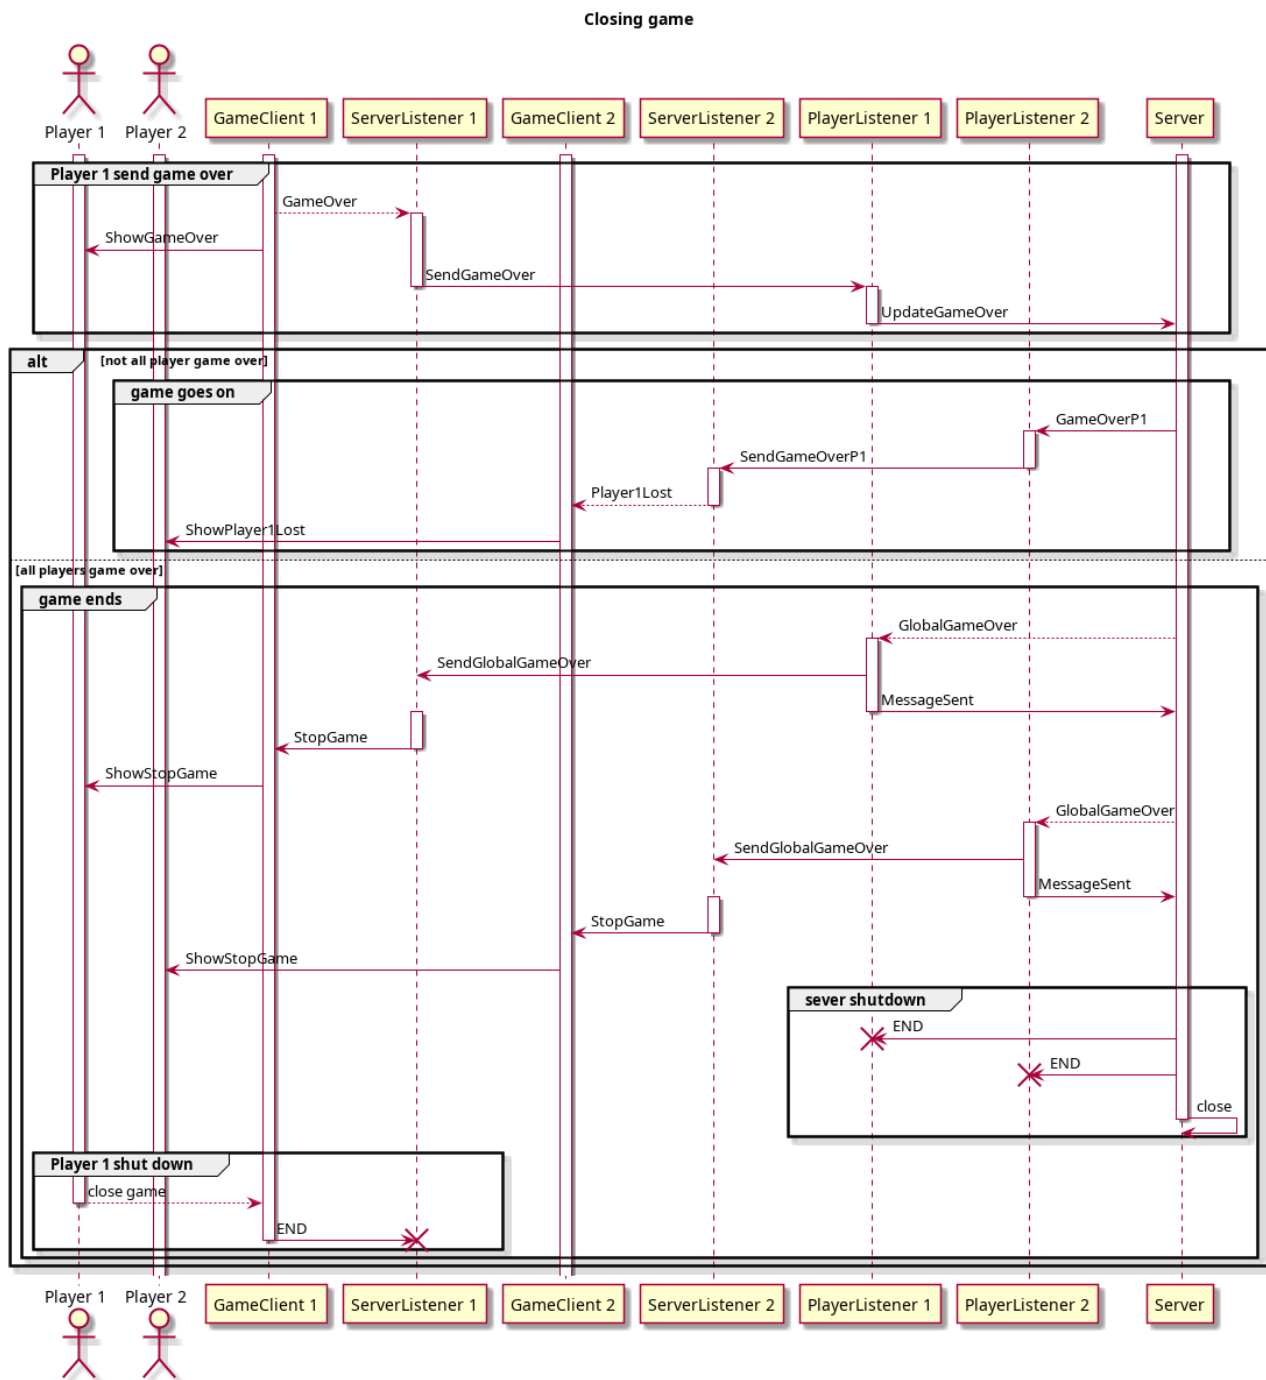 Closing game
Player 1
Player 2
GameClient 1
ServerListener 1
GameClient 2
ServerListener 2
PlayerListener 1
PlayerListener 2
Server
Player 1 send game over
GameOver
ShowGameOver
SendGameOver
UpdateGameOver
alt
[not all player game over]
game goes on
GameOverP1
SendGameOverP1
Player1Lost
ShowPlayer1Lost
[all players game over]
game ends
GlobalGameOver
SendGlobalGameOver
MessageSent
StopGame
ShowStopGame
GlobalGameOver
SendGlobalGameOver
MessageSent
StopGame
ShowStopGame
sever shutdown
END
END
close
Player 1 shut down
close game
END
Player 1
Player 2
GameClient 1
ServerListener 1
GameClient 2
ServerListener 2
PlayerListener 1
PlayerListener 2
Server